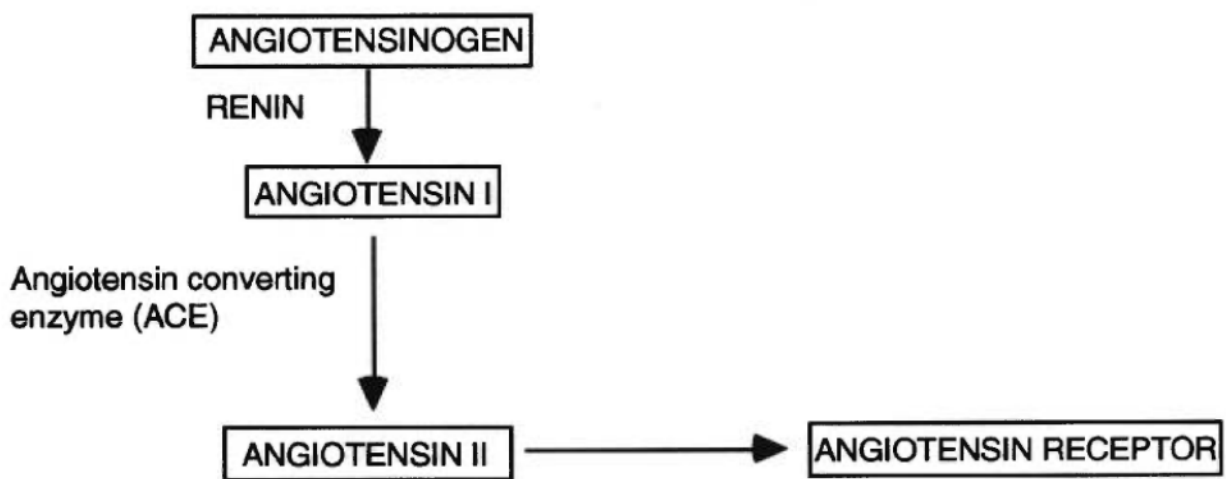 ANGIOTENSINOGEN
RENIN
ANGIOTENSIN I
Angiotensin converting
enzyme (ACE)
ANGIOTENSIN II
ANGIOTENSIN RECEPTOR